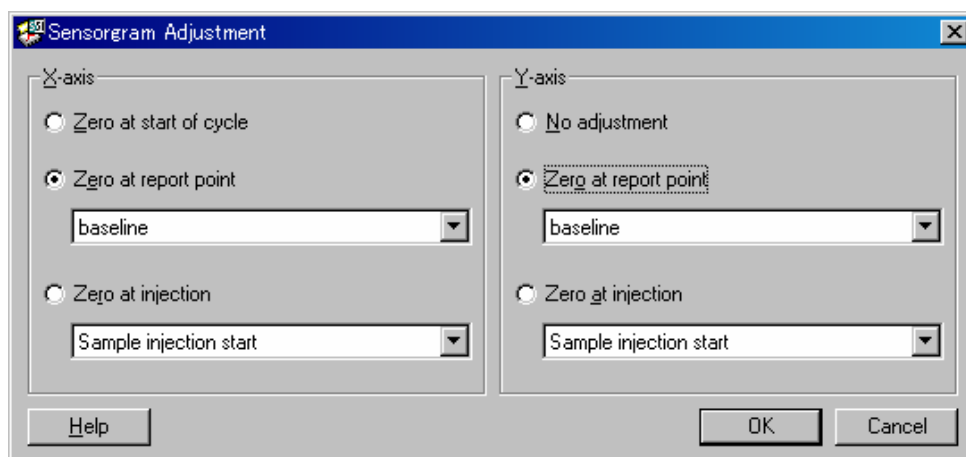 Sensorgram Adjustment
X-axis
Zero at start of cycle
Zero at report point
baseline
Zero at injection
Sample injection start
Y-axis
No adjustment
Zero at report point
baseline
Zero at injection
Sample injection start
Help
OK
Cancel